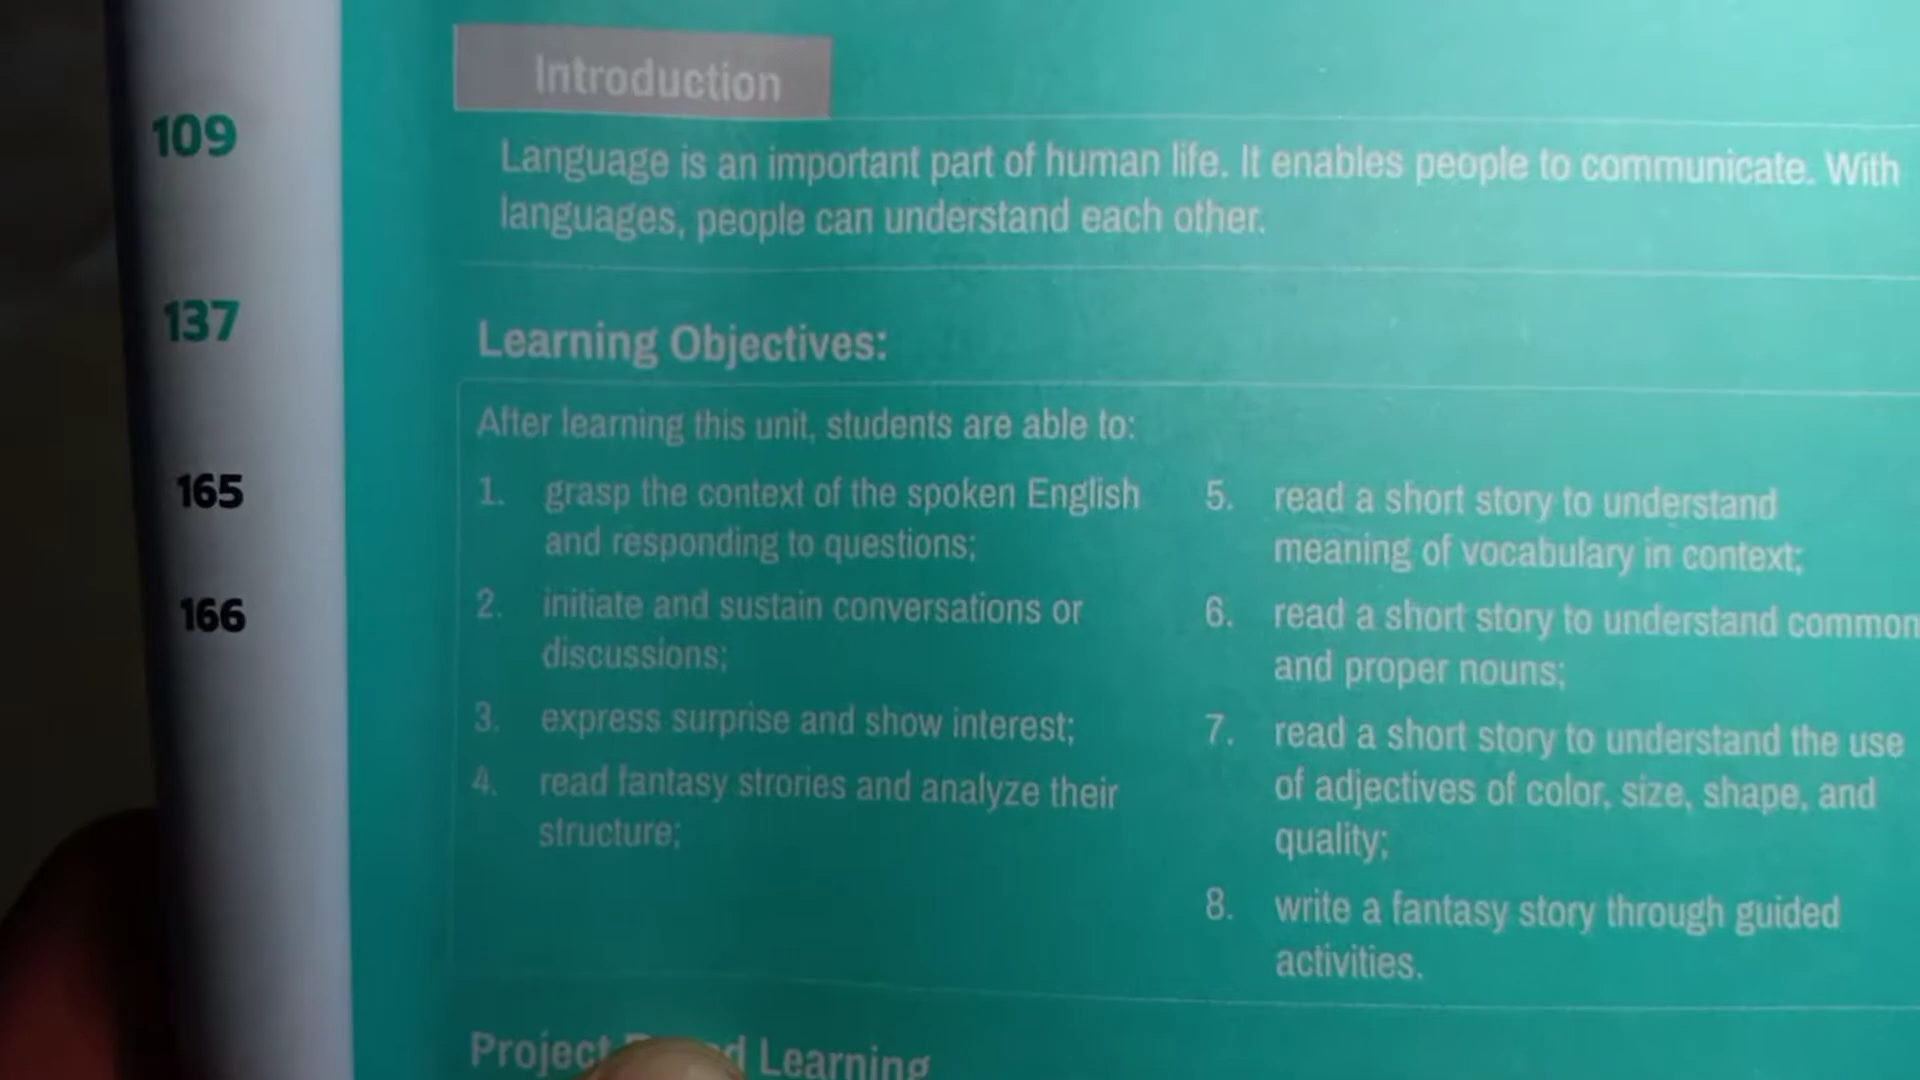 109
137
165
166
Introduction
Language is an important part of human life. It enables people to communicate. With
languages, people can understand each other.
Learning Objectives:
After learning this unit, students are able to:
1. grasp the context of the spoken English
and responding to questions;
2. initiate and sustain conversations or
discussions;
3. express surprise and show interest;
4. read fantasy strories and analyze their
structure;
5. read a short story to understand
meaning of vocabulary in context;
6. read a short story to understand common
and proper nouns;
7. read a short story to understand the use
of adjectives of color, size, shape, and
quality;
8. write a fantasy story through guided
activities.
Project Learning